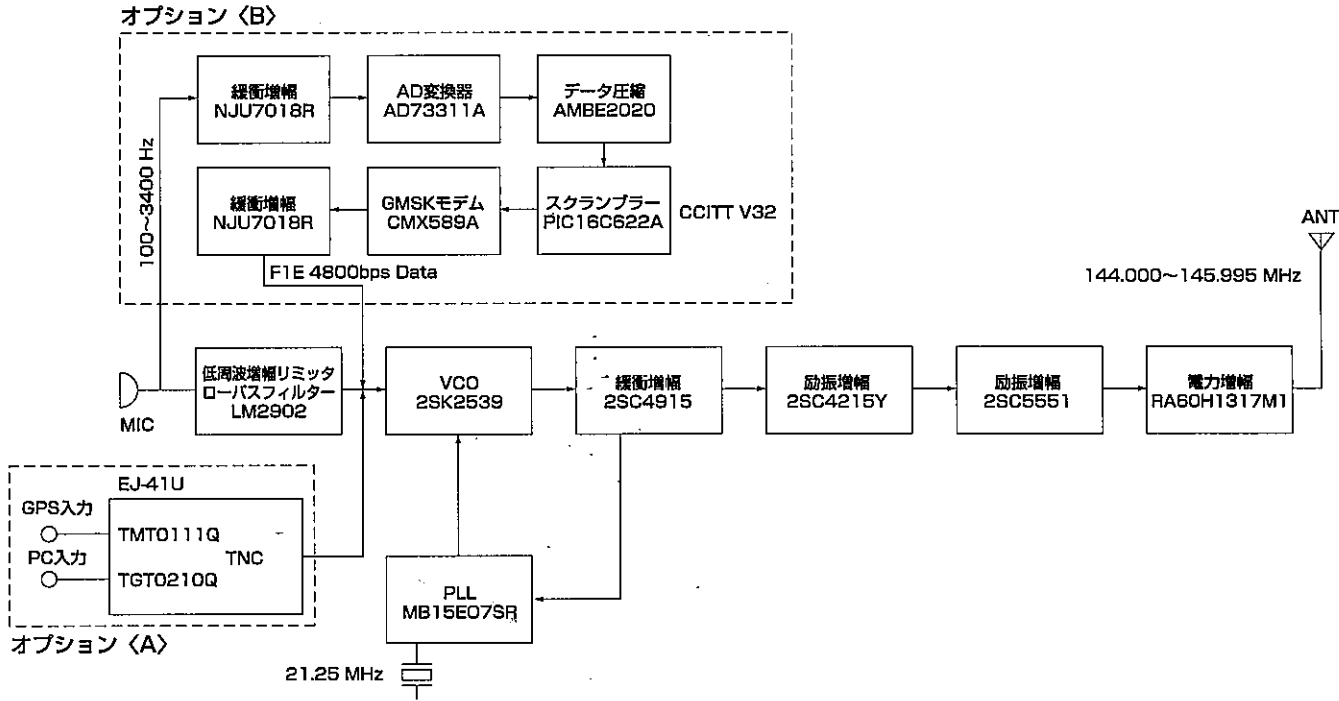 オプション〈B〉
緩衝増幅
NJU7018R
AD変換器
AD73311A
データ圧縮
AMBE2020
100~3400 Hz
緩衝増幅
NJU7018R
GMSKモデム
CMX589A
スクランブラー
PIC16C622A
CCITT V32
F1E 4800bps Data
ANT
144.000~145.995 MHz
MIC
低周波増幅リミッタ
ローパスフィルター
LM2902
VCO
2SK2539
緩衝増幅
2SC4915
励振増幅
2SC4215Y
励振増幅
2SC5551
電力増幅
RA60H1317M1
EJ-41U
GPS入力
TMT0111Q
PC入力
TNC
TGT0210Q
オプション〈A〉
PLL
MB15E07SR
21.25 MHz